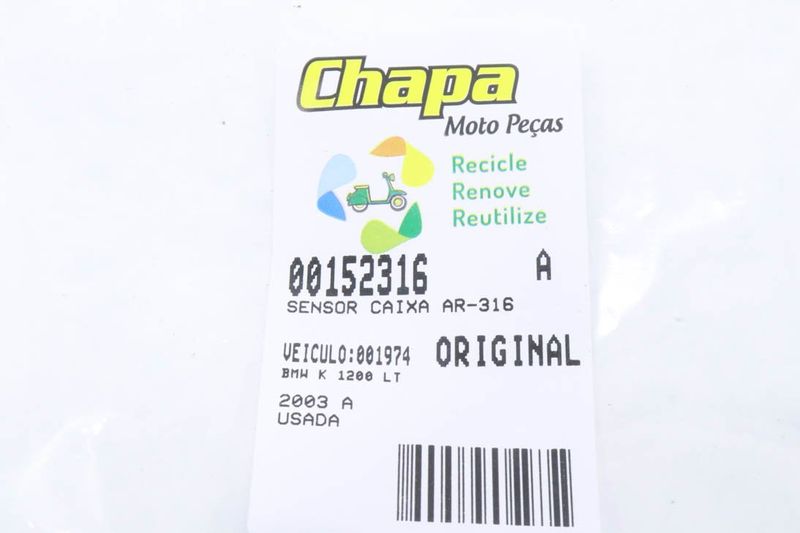 Chapa
Moto Peças
Recicle
Renove
Reutilize
00152316 A
SENSOR CAIXA AR-316
VEICULO:001974 ORIGINAL
BMW K 1200 LT
2003 A
USADA